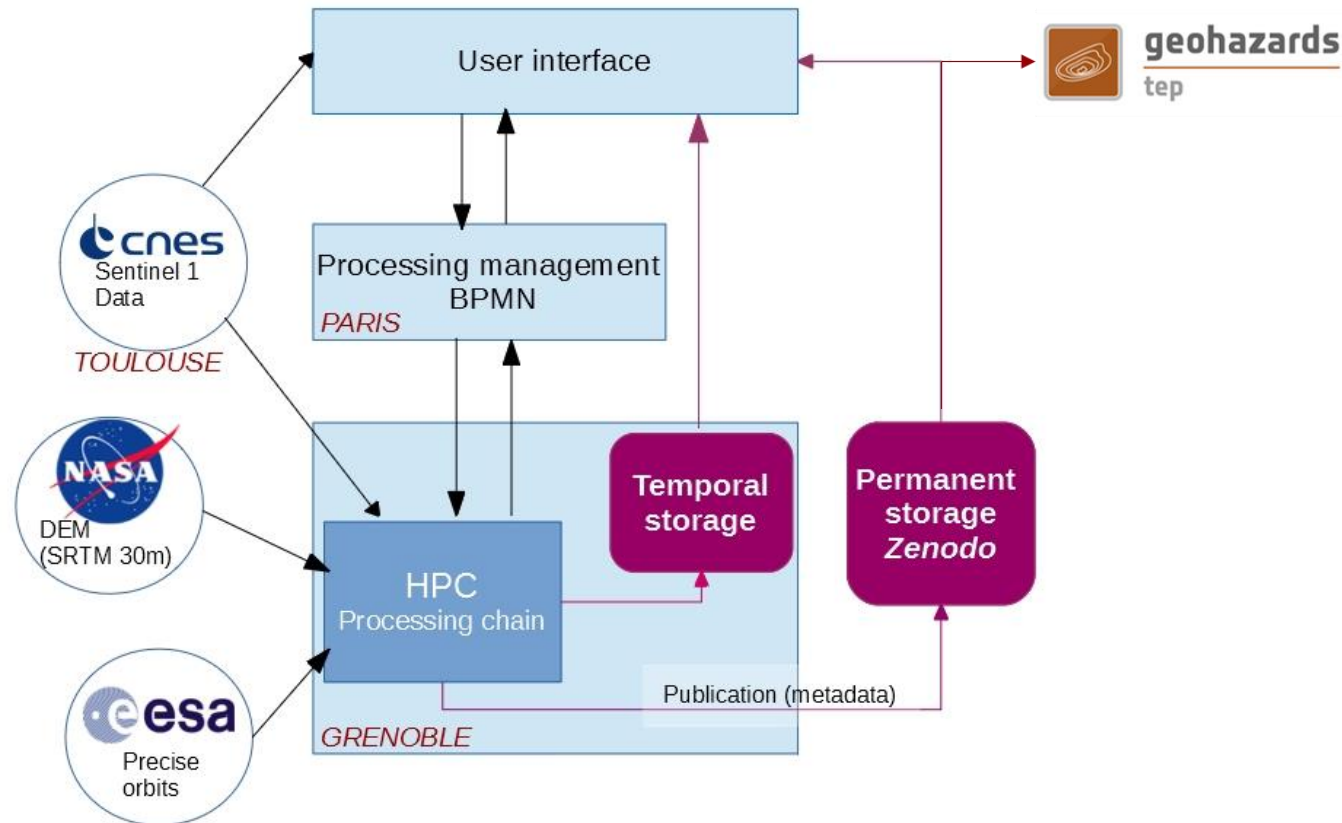 User interface
geohazards
tep
cnes
Sentinel 1
Data
TOULOUSE
Processing management
BPMN
PARIS
NASA
DEM
(SRTM 30m)
HPC
Processing chain
Temporal
storage
Permanent
storage
Zenodo
Publication (metadata)
GRENOBLE
esa
Precise
orbits